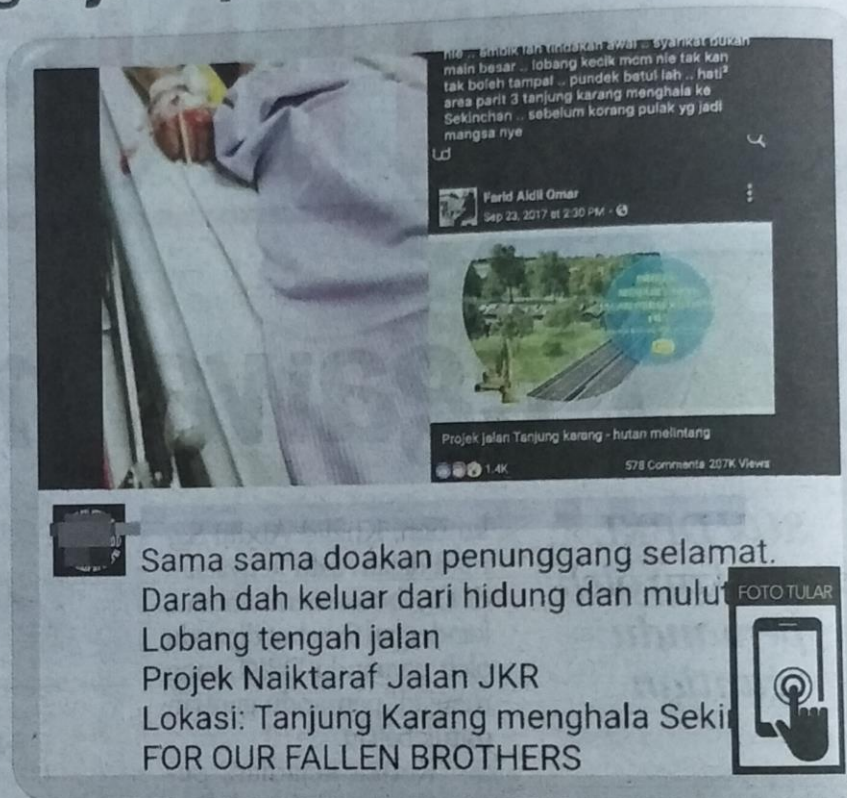 nie .. ambik lah tindakan awal .. syarikat bukan
main besar .. lobang kecik mcm nie tak kan
tak boleh tampal .. pundek betul lah .. hati²
area parit 3 tanjung karang menghala ke
Sekinchan .. sebelum korang pulak yg jadi
mangsa nye
Farid Aidil Omar
Sep 23, 2017 at 2:30 PM
Projek jalan Tanjung karang - hutan melintang
1.4K
578 Comments 207K Views
Sama sama doakan penunggang selamat.
Darah dah keluar dari hidung dan mulut
Lobang tengah jalan
Projek Naiktaraf Jalan JKR
Lokasi: Tanjung Karang menghala Sekin
FOR OUR FALLEN BROTHERS
FOTO TULAR